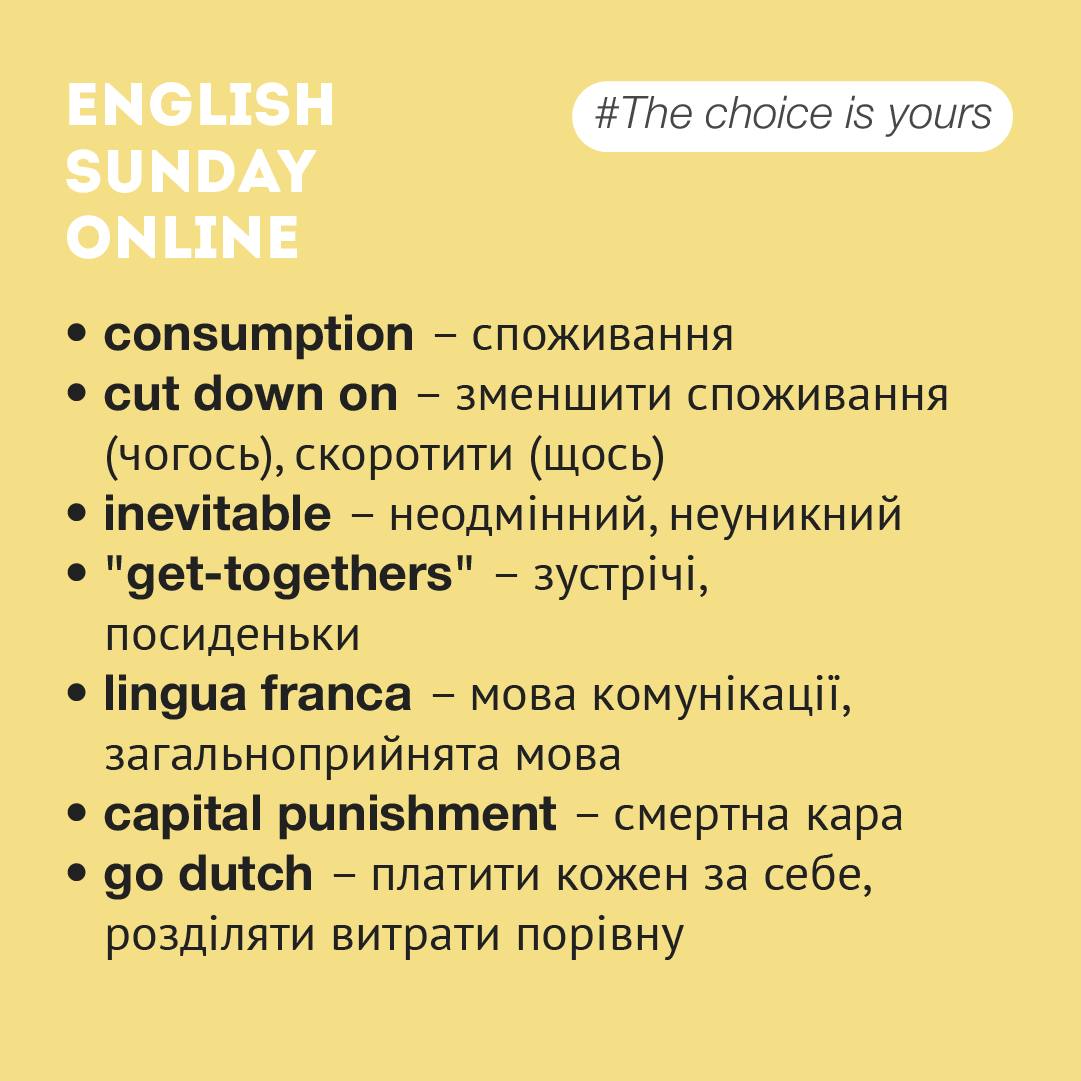 ENGLISH
SUNDAY
ONLINE
#The choice is yours
• consumption – споживання
• cut down on – зменшити споживання
(чогось), скоротити (щось)
• inevitable – неодмінний, неуникний
• "get-togethers" – зустрічі,
посиденьки
• lingua franca – мова комунікації,
загальноприйнята мова
• capital punishment – смертна кара
• go dutch – платити кожен за себе,
розділяти витрати порівну